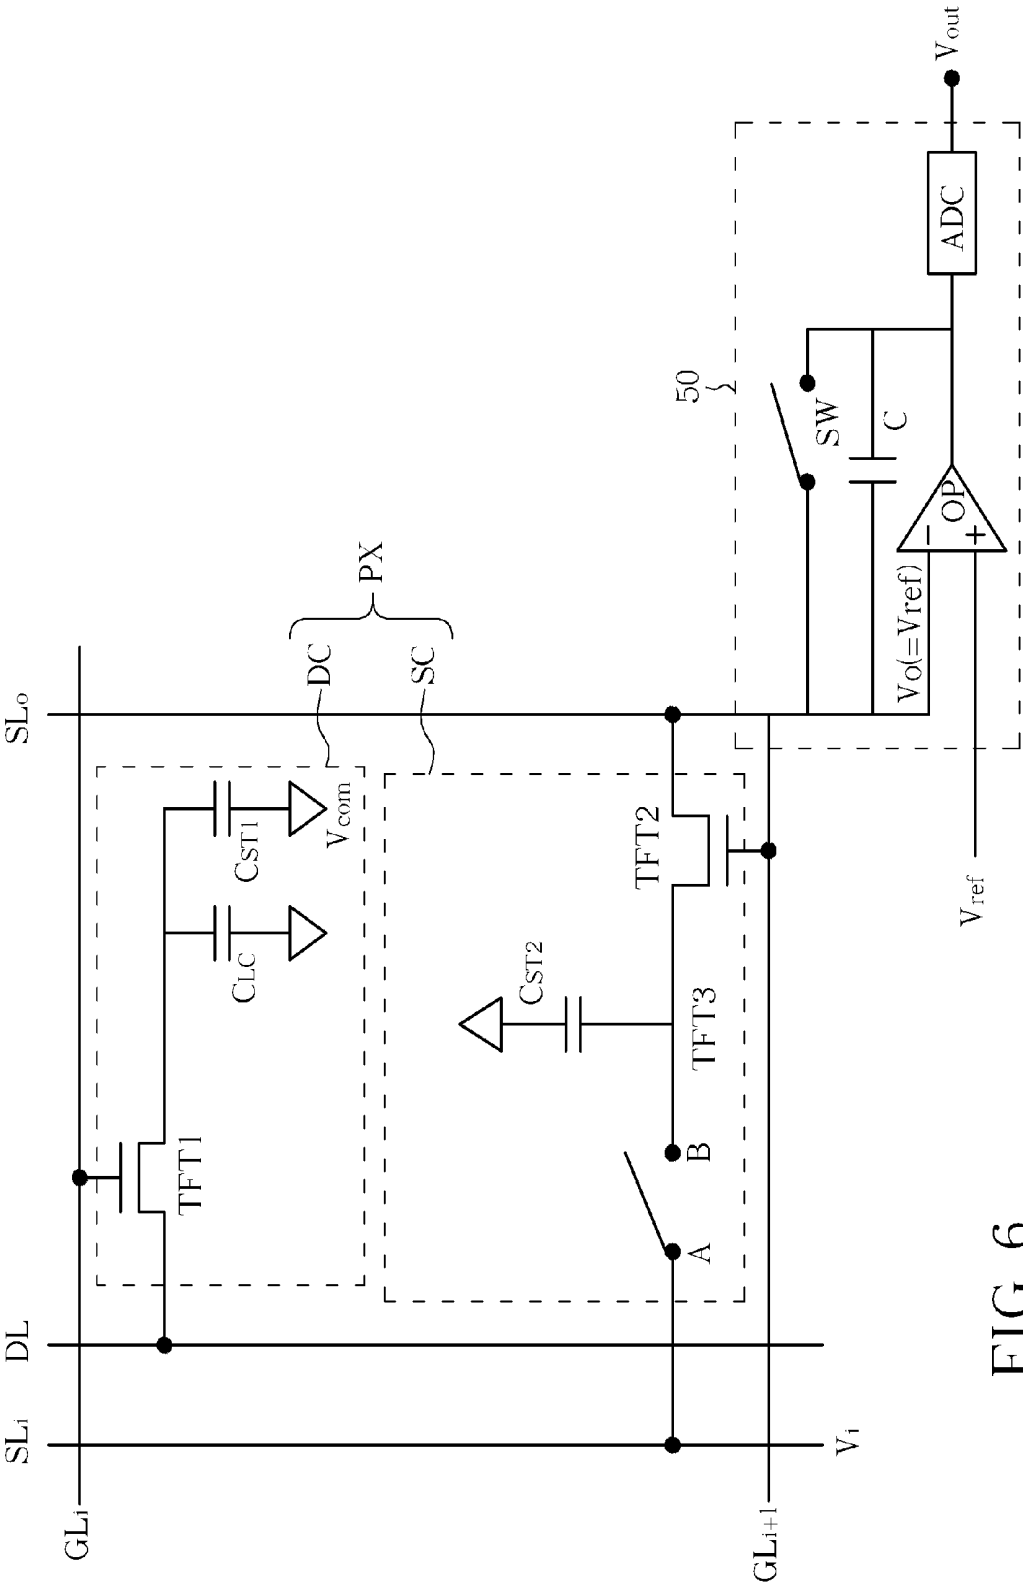 SLi
DL
SLo
GLi
TFT1
CLC
CST1
Vcom
DC
SC
PX
CST2
A
B
TFT3
TFT2
GLi+1
Vi
50
SW
C
Vo(=Vref)
OP
−
+
ADC
Vout
Vref
FIG. 6